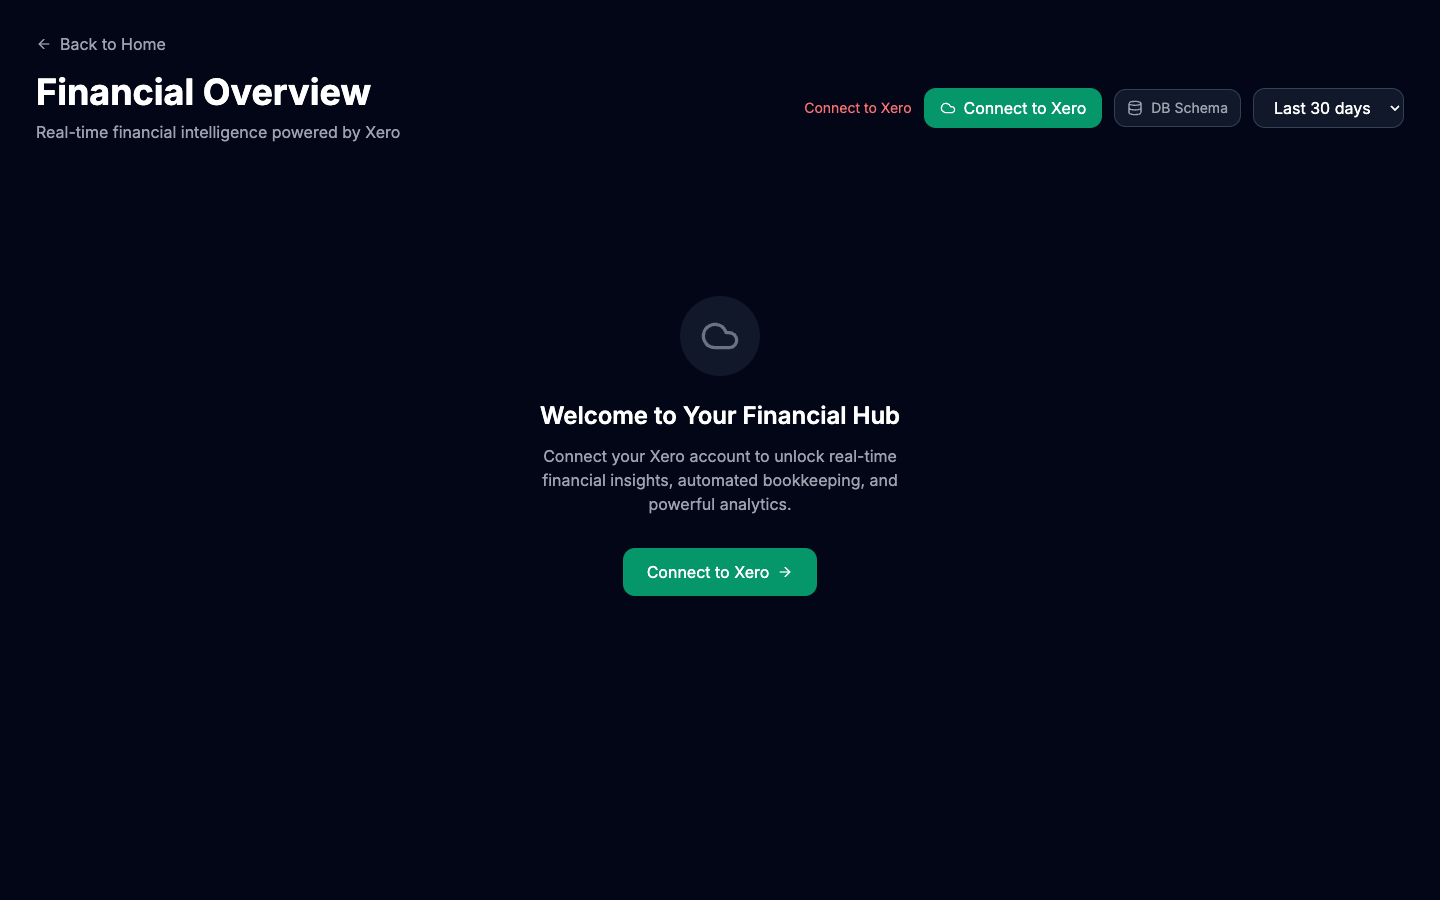 Back to Home
Financial Overview
Real-time financial intelligence powered by Xero
Connect to Xero
Connect to Xero
DB Schema
Last 30 days
Welcome to Your Financial Hub
Connect your Xero account to unlock real-time
financial insights, automated bookkeeping, and
powerful analytics.
Connect to Xero